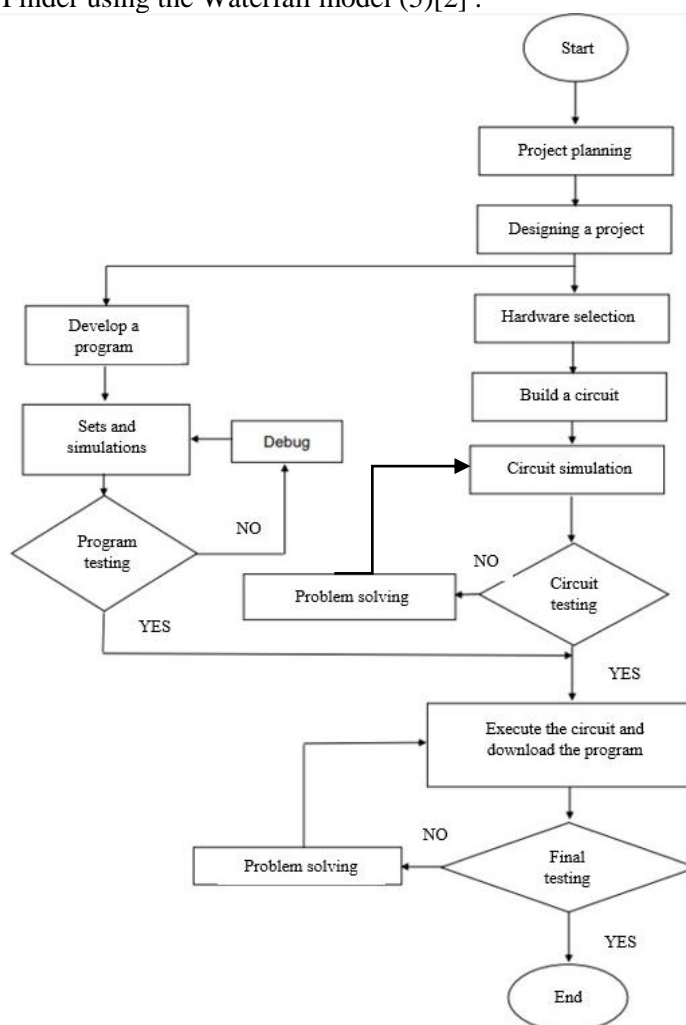 Finder using the Waterfall model (5)[2] .
Start
Project planning
Designing a project
Develop a
program
Hardware selection
Build a circuit
Sets and
simulations
Debug
Circuit simulation
NO
Program
testing
NO
Problem solving
Circuit
testing
YES
YES
Execute the circuit and
download the program
NO
Problem solving
Final
testing
YES
End